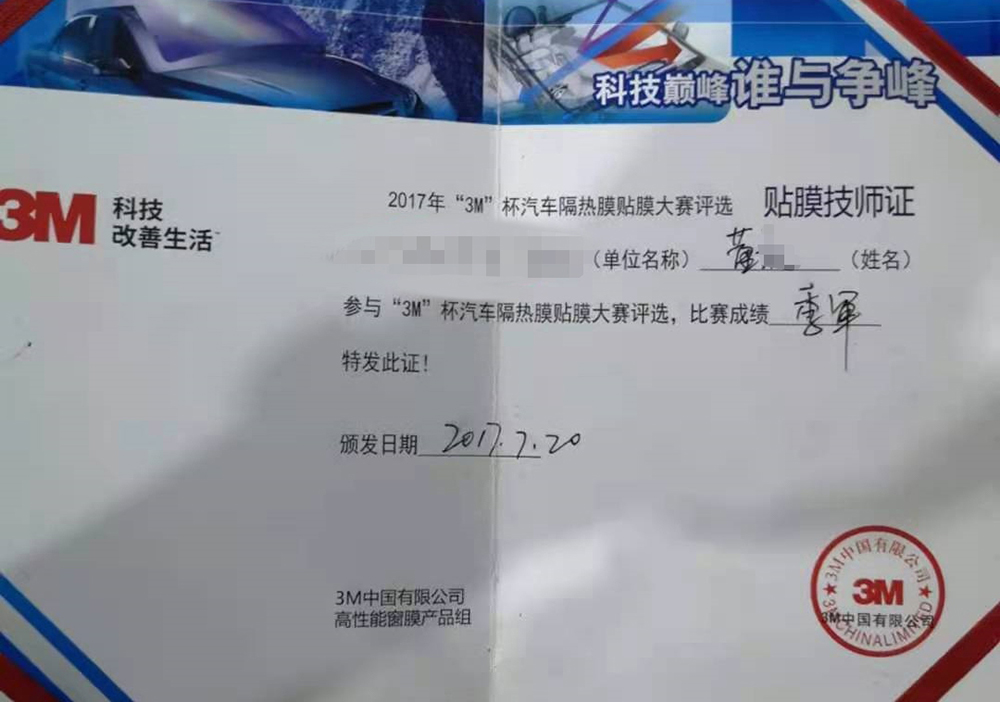 科技巅峰谁与争峰
3M 科技
改善生活
2017年“3M”杯汽车隔热膜贴膜大赛评选 贴膜技师证
（单位名称） （姓名）
参与“3M”杯汽车隔热膜贴膜大赛评选，比赛成绩 季军
特发此证！
颁发日期 2017.7.20
3M中国有限公司
高性能窗膜产品组
3M中国有限公司
3M
3M中国有限公司
3M CHINA LIMITED